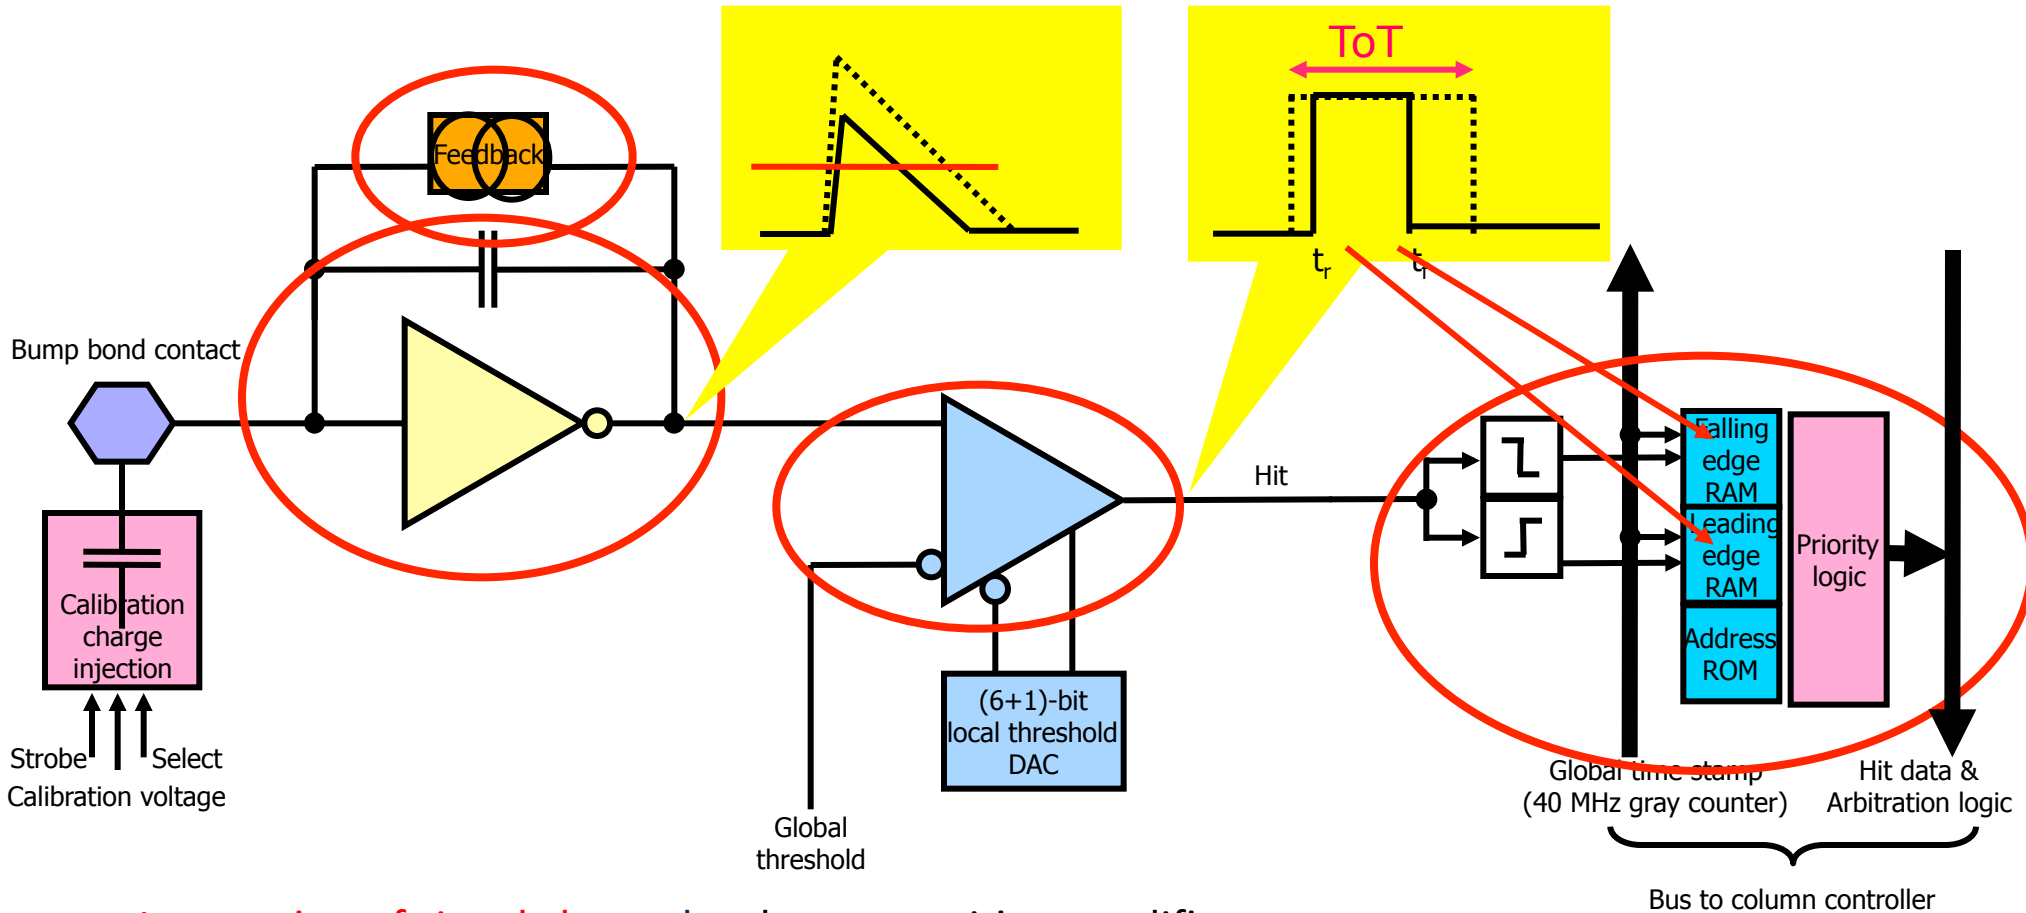 ToT
Feedback
t r
t
Bump bond contact
Hit
Falling
edge
RAM
Leading
edge
RAM
Address
ROM
Priority
logic
Calibration
charge
injection
(6+1)-bit
local threshold
DAC
Strobe
Select
Calibration voltage
Global
threshold
Global time stamp
(40 MHz gray counter)
Hit data &
Arbitration logic
Bus to column controller